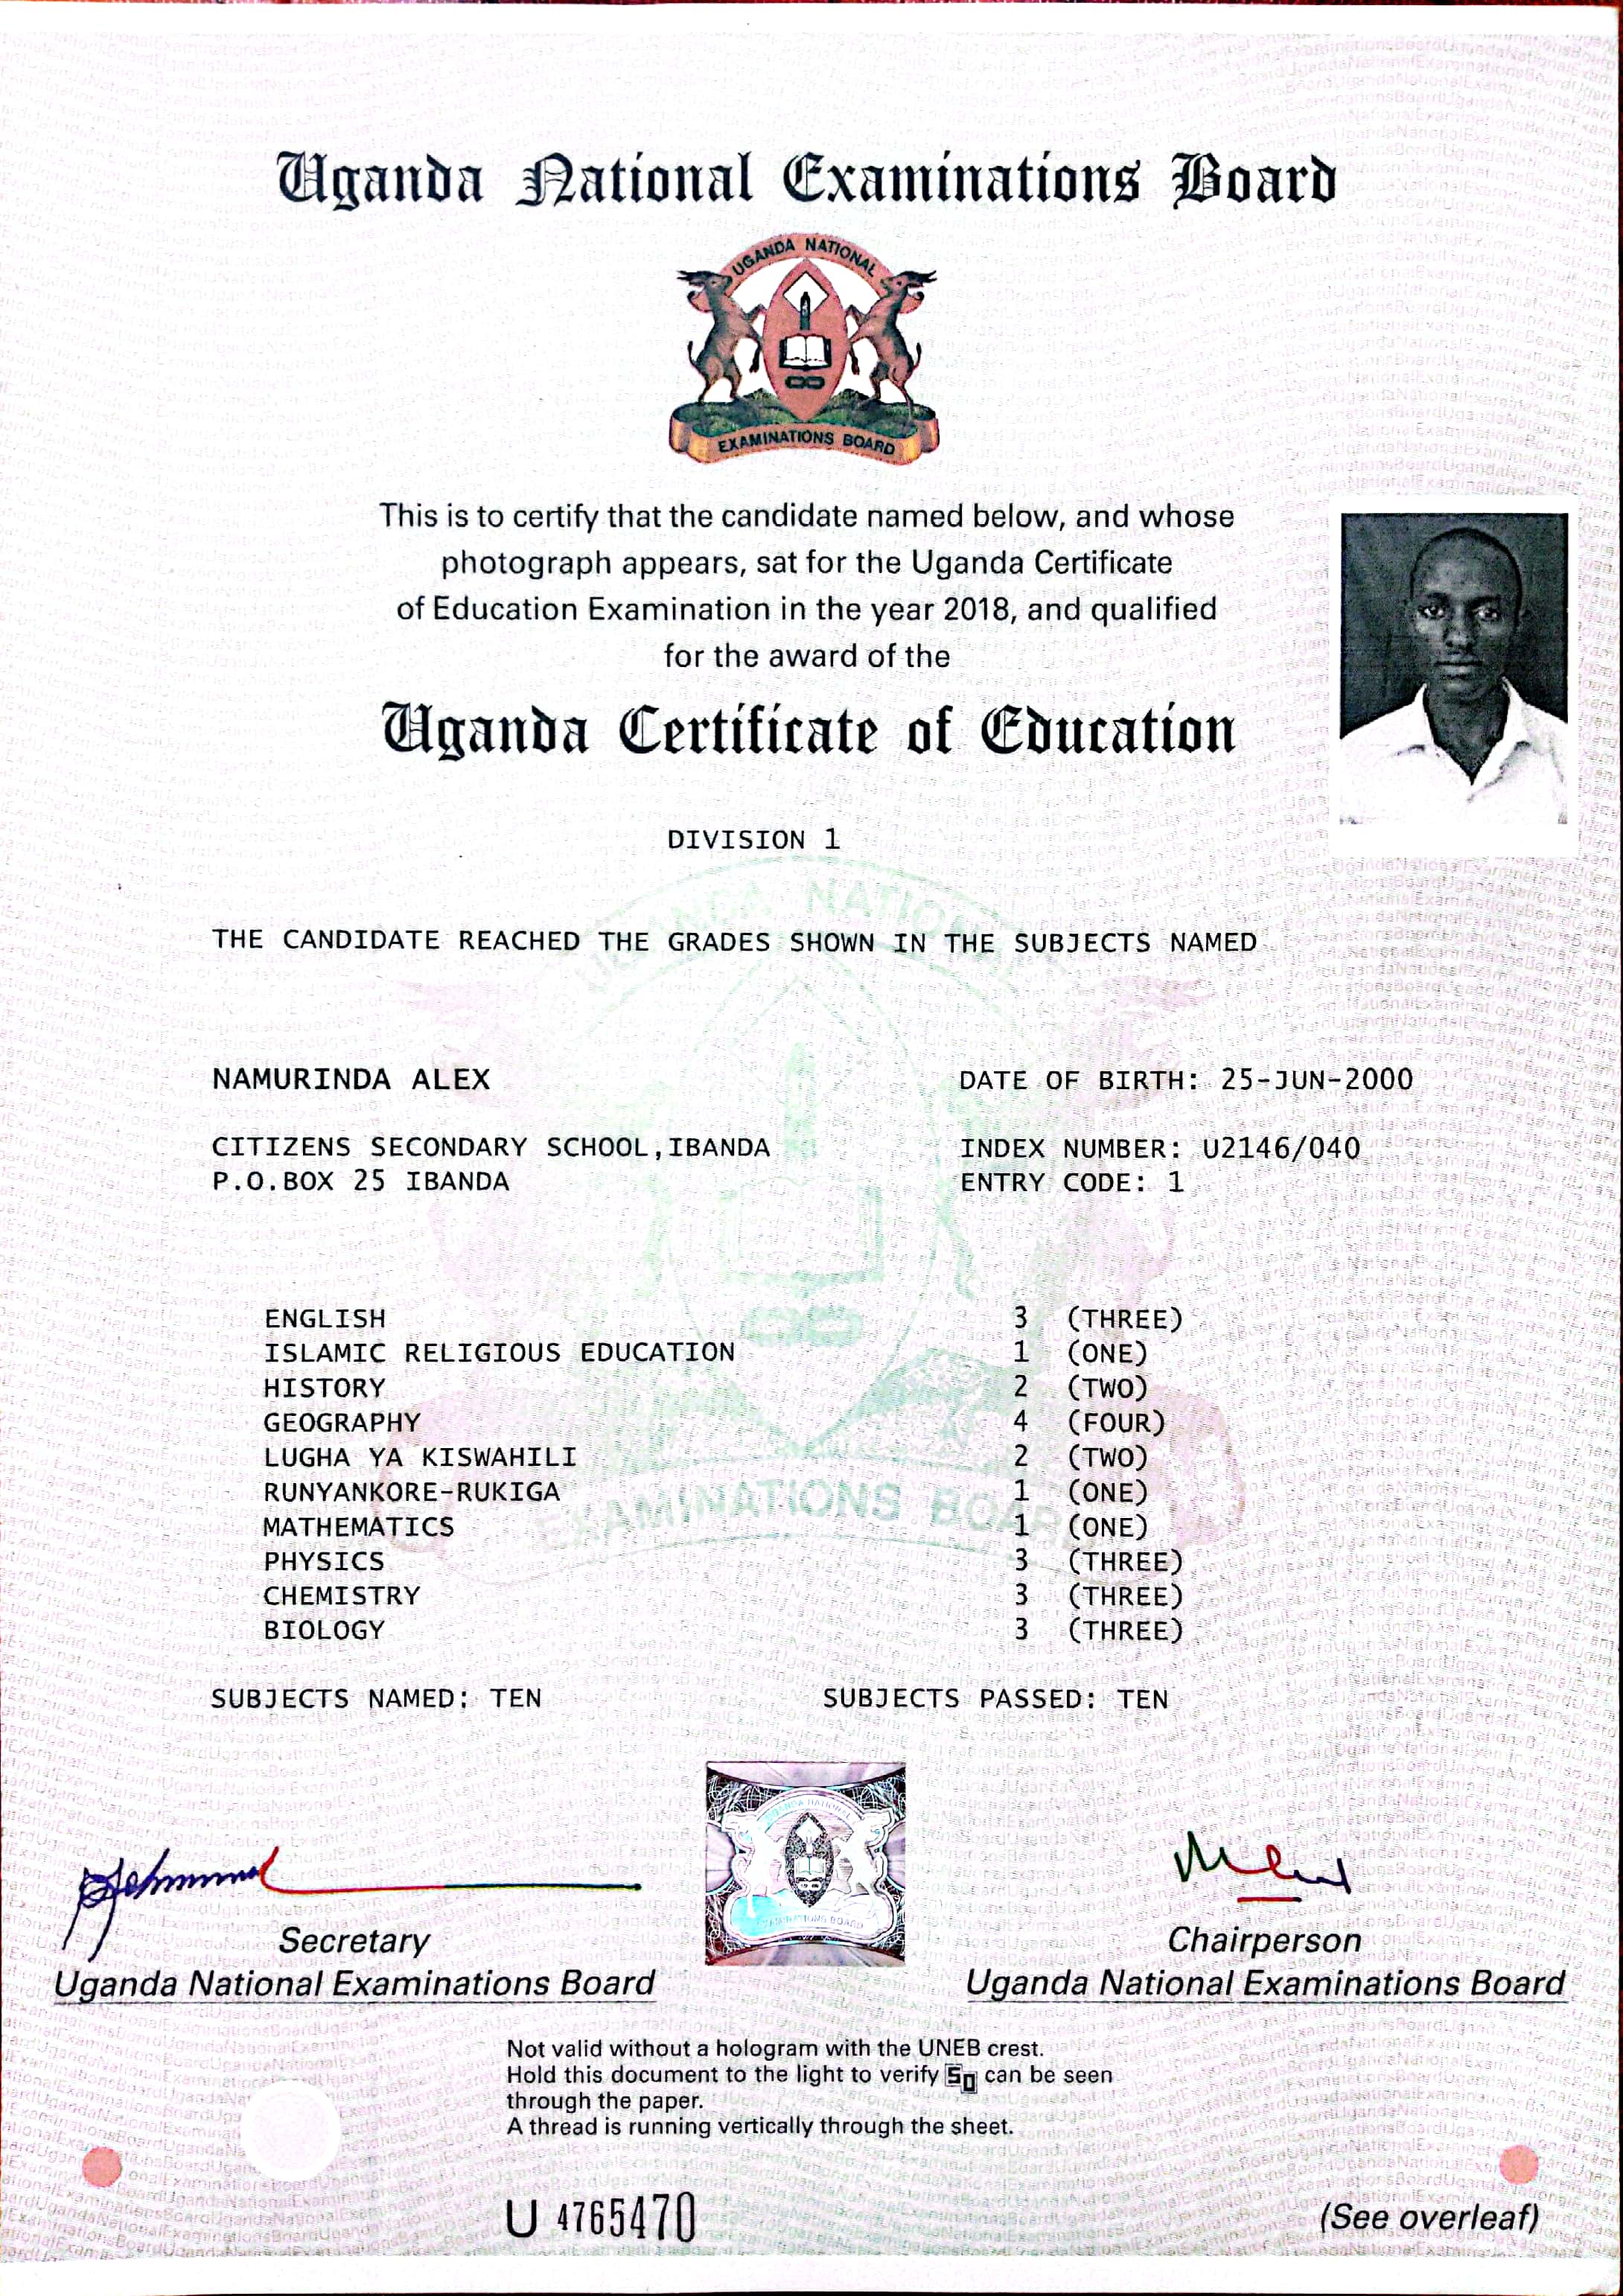 Uganda National Examinations Board
UGANDA NATIONAL
EXAMINATIONS BOARD
This is to certify that the candidate named below, and whose
photograph appears, sat for the Uganda Certificate
of Education Examination in the year 2018, and qualified
for the award of the
Uganda Certificate of Education
DIVISION 1
THE CANDIDATE REACHED THE GRADES SHOWN IN THE SUBJECTS NAMED
NAMURINDA ALEX DATE OF BIRTH: 25-JUN-2000
CITIZENS SECONDARY SCHOOL,IBANDA INDEX NUMBER: U2146/040
P.O.BOX 25 IBANDA ENTRY CODE: 1
ENGLISH 3 (THREE)
ISLAMIC RELIGIOUS EDUCATION 1 (ONE)
HISTORY 2 (TWO)
GEOGRAPHY 4 (FOUR)
LUGHA YA KISWAHILI 2 (TWO)
RUNYANKORE-RUKIGA 1 (ONE)
MATHEMATICS 1 (ONE)
PHYSICS 3 (THREE)
CHEMISTRY 3 (THREE)
BIOLOGY 3 (THREE)
SUBJECTS NAMED: TEN SUBJECTS PASSED: TEN
Secretary Chairperson
Uganda National Examinations Board Uganda National Examinations Board
Not valid without a hologram with the UNEB crest.
Hold this document to the light to verify can be seen
through the paper.
A thread is running vertically through the sheet.
U 4765470
(See overleaf)